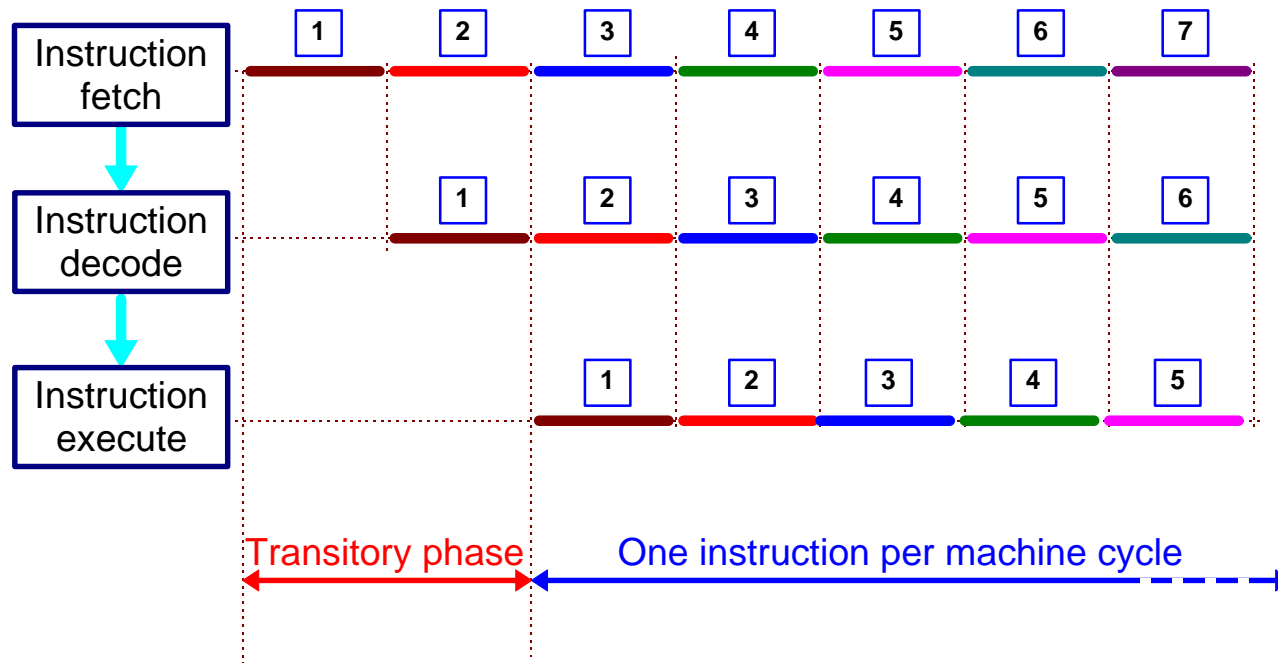 Instruction
fetch
1 2 3 4 5 6 7
Instruction
decode
1 2 3 4 5 6
Instruction
execute
1 2 3 4 5
Transitory phase
One instruction per machine cycle